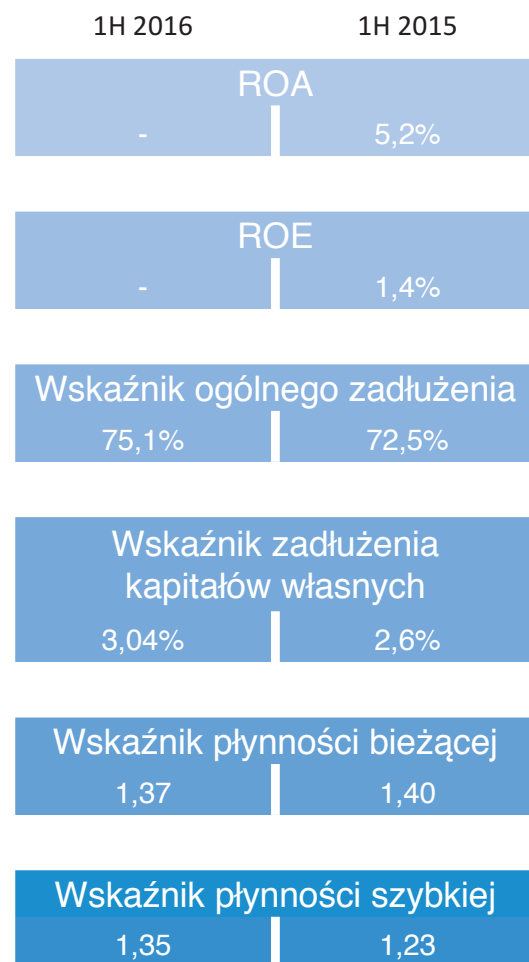 1H 2016 1H 2015
ROA
- 5,2%
ROE
- 1,4%
Wskaźnik ogólnego zadłużenia
75,1% 72,5%
Wskaźnik zadłużenia
kapitałów własnych
3,04% 2,6%
Wskaźnik płynności bieżącej
1,37 1,40
Wskaźnik płynności szybkiej
1,35 1,23